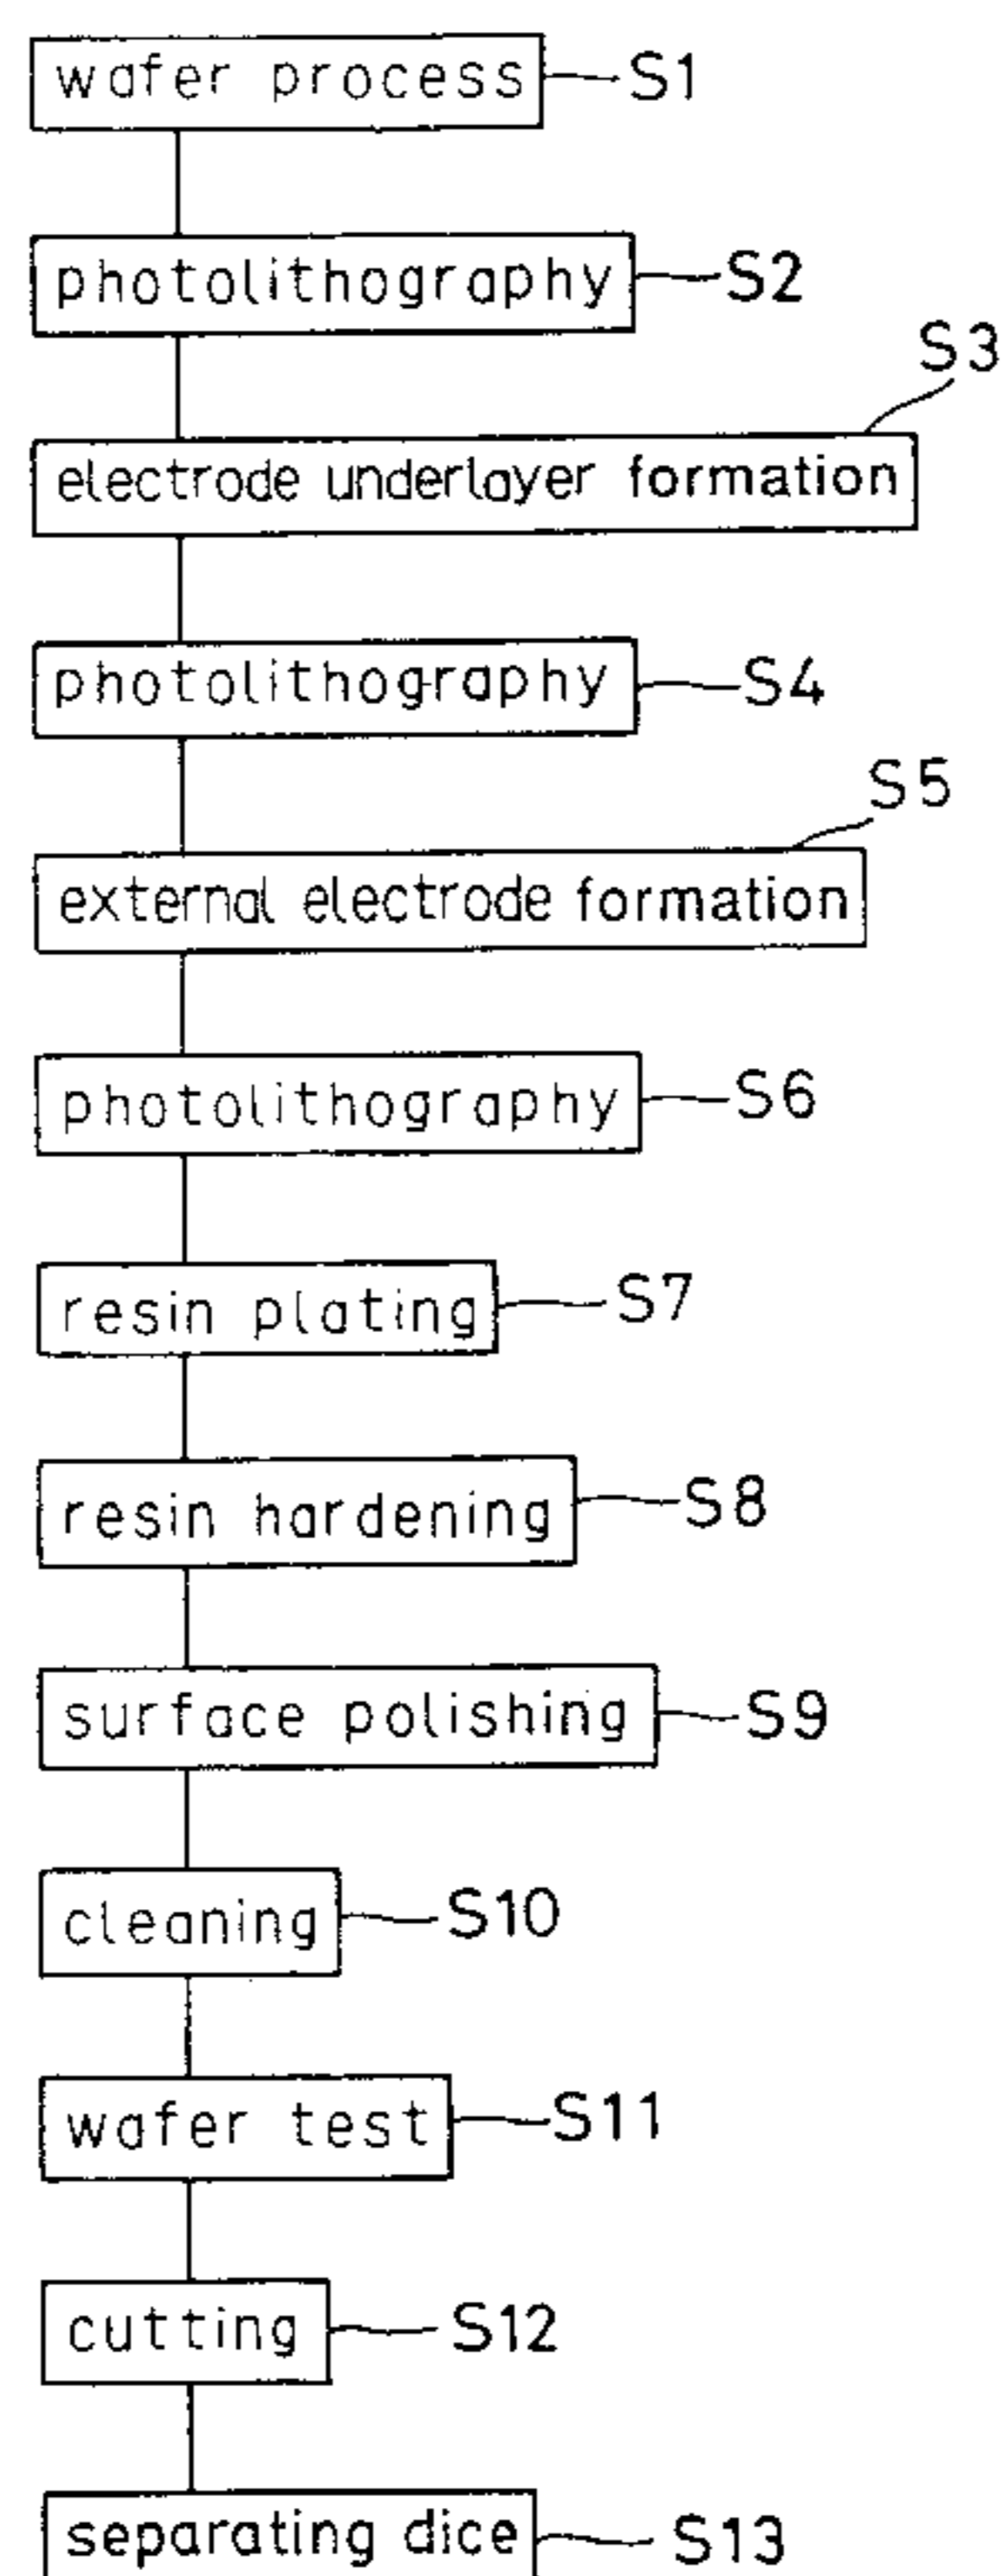 wafer process S1
photolithography S2
S3
electrode underlayer formation
photolithography S4
S5
external electrode formation
photolithography S6
resin plating S7
resin hardening S8
surface polishing S9
cleaning S10
wafer test S11
cutting S12
separating dice S13